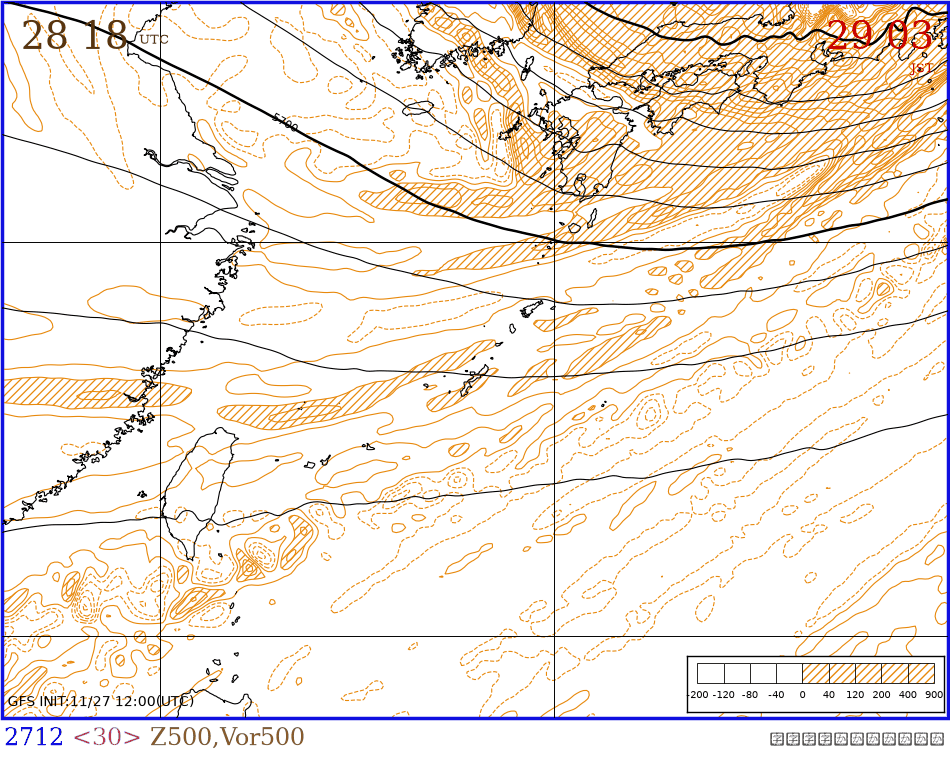 28 18 UTC
29 03
JST
5700
-200 -120 -80 -40 0 40 120 200 400 900
GFS INIT:11/27 12:00(UTC)
2712 <30> Z500,Vor500